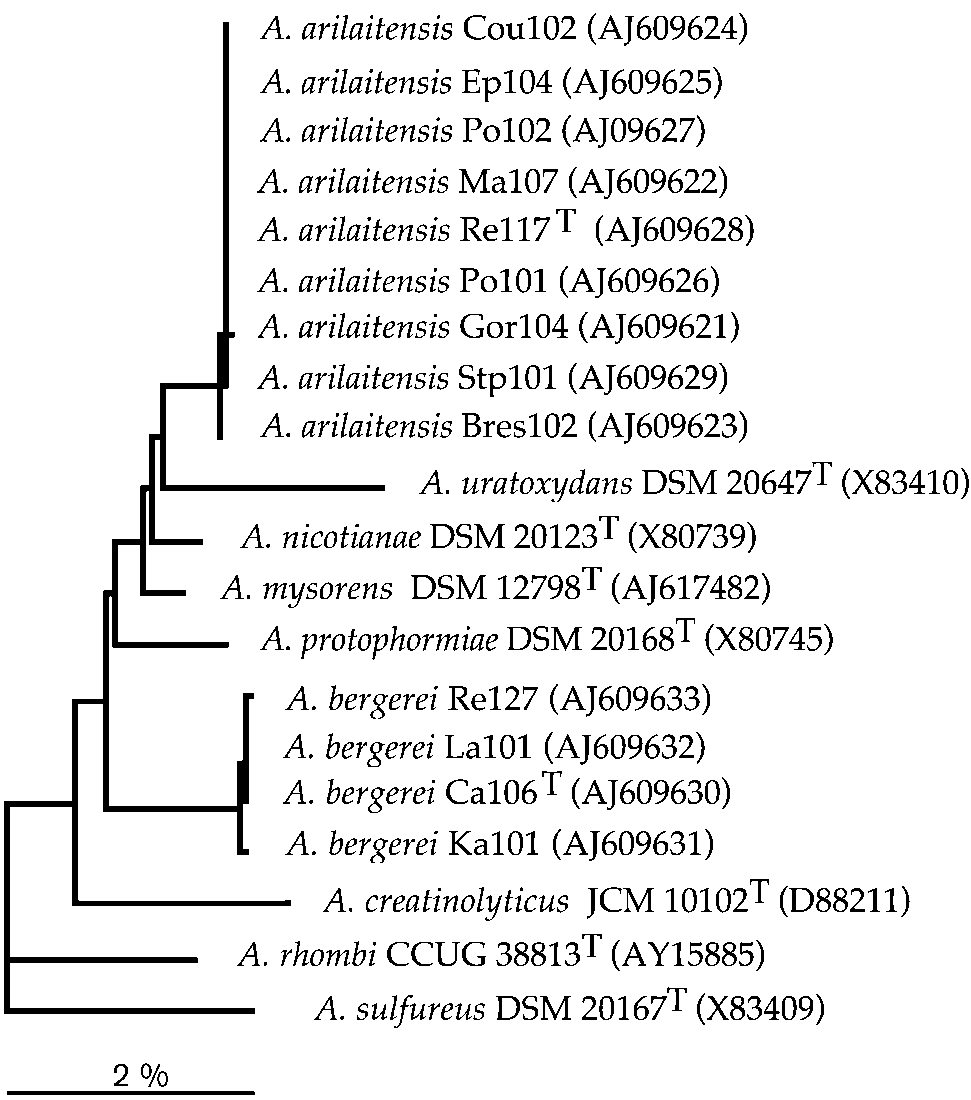 A. arilaitensis Cou102 (AJ609624)
A. arilaitensis Ep104 (AJ609625)
A. arilaitensis Po102 (AJ09627)
A. arilaitensis Ma107 (AJ609622)
A. arilaitensis Re117 T (AJ609628)
A. arilaitensis Po101 (AJ609626)
A. arilaitensis Gor104 (AJ609621)
A. arilaitensis Stp101 (AJ609629)
A. arilaitensis Bres102 (AJ609623)
A. uratoxydans DSM 20647T (X83410)
A. nicotianae DSM 20123T (X80739)
A. mysorens DSM 12798T (AJ617482)
A. protophormiae DSM 20168T (X80745)
A. bergerei Re127 (AJ609633)
A. bergerei La101 (AJ609632)
A. bergerei Ca106T (AJ609630)
A. bergerei Ka101 (AJ609631)
A. creatinolyticus JCM 10102T (D88211)
A. rhombi CCUG 38813T (AY15885)
A. sulfureus DSM 20167T (X83409)
2 %